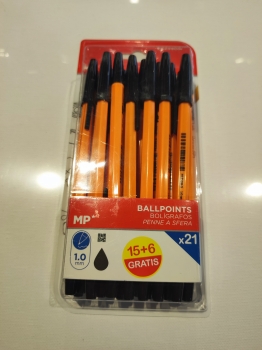 MP
BALLPOINTS
BOLÍGRAFOS
PENNE A SFERA
x21
15+6
GRATIS
1.0
mm